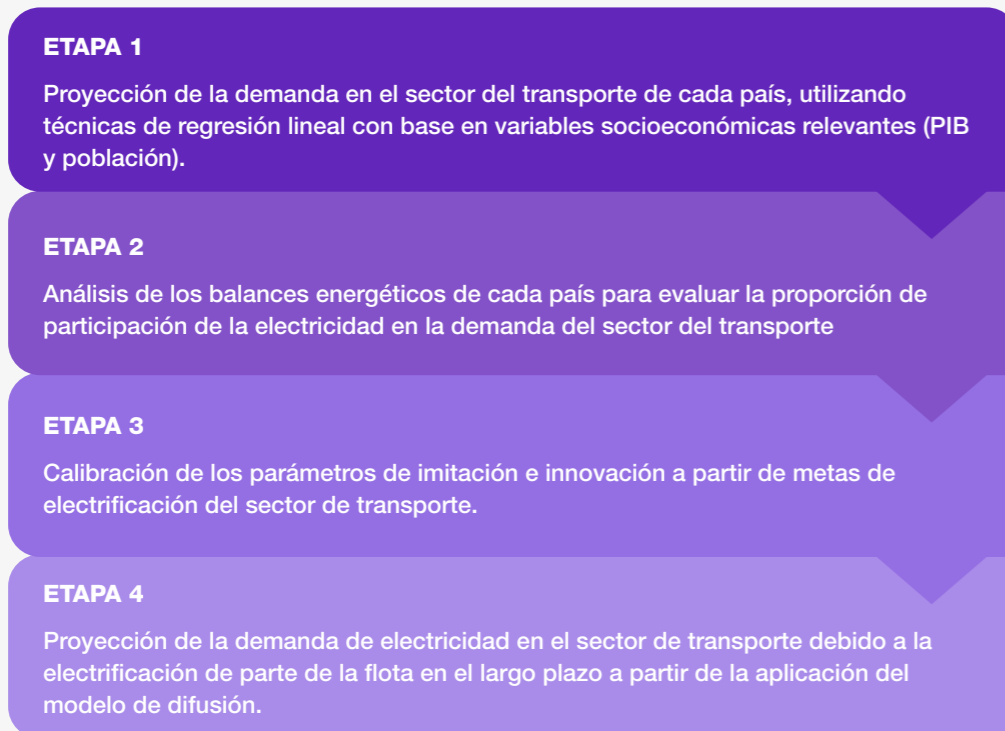 ETAPA 1
Proyección de la demanda en el sector del transporte de cada país, utilizando
técnicas de regresión lineal con base en variables socioeconómicas relevantes (PIB
y población).
ETAPA 2
Análisis de los balances energéticos de cada país para evaluar la proporción de
participación de la electricidad en la demanda del sector del transporte
ETAPA 3
Calibración de los parámetros de imitación e innovación a partir de metas de
electrificación del sector de transporte.
ETAPA 4
Proyección de la demanda de electricidad en el sector de transporte debido a la
electrificación de parte de la flota en el largo plazo a partir de la aplicación del
modelo de difusión.